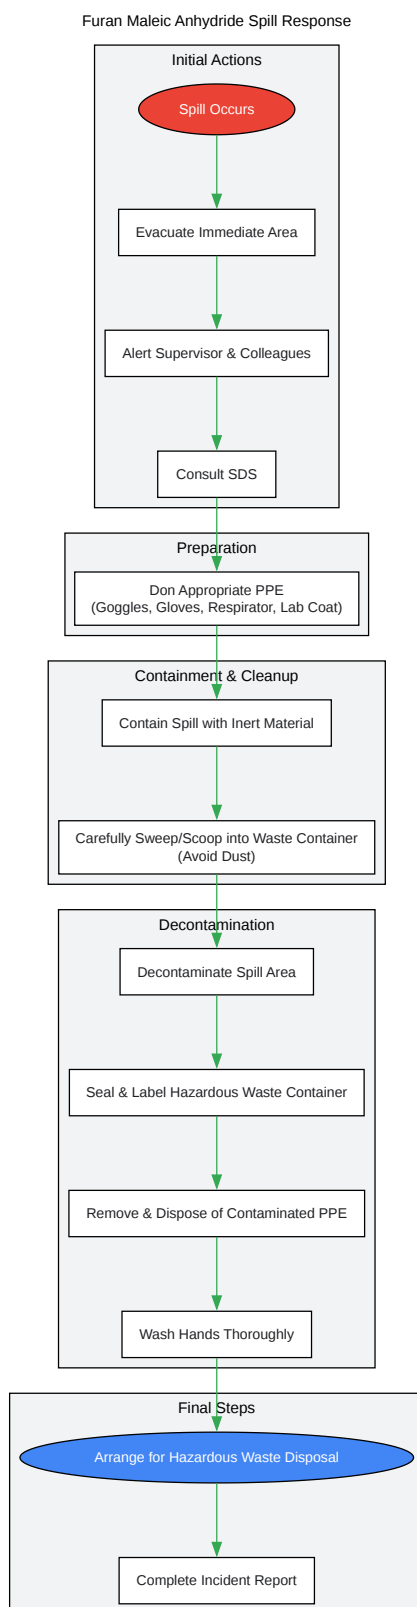 Furan Maleic Anhydride Spill Response
Initial Actions
Spill Occurs
Evacuate Immediate Area
Alert Supervisor & Colleagues
Consult SDS
Preparation
Don Appropriate PPE
(Goggles, Gloves, Respirator, Lab Coat)
Containment & Cleanup
Contain Spill with Inert Material
Carefully Sweep/Scoop into Waste Container
(Avoid Dust)
Decontamination
Decontaminate Spill Area
Seal & Label Hazardous Waste Container
Remove & Dispose of Contaminated PPE
Wash Hands Thoroughly
Final Steps
Arrange for Hazardous Waste Disposal
Complete Incident Report